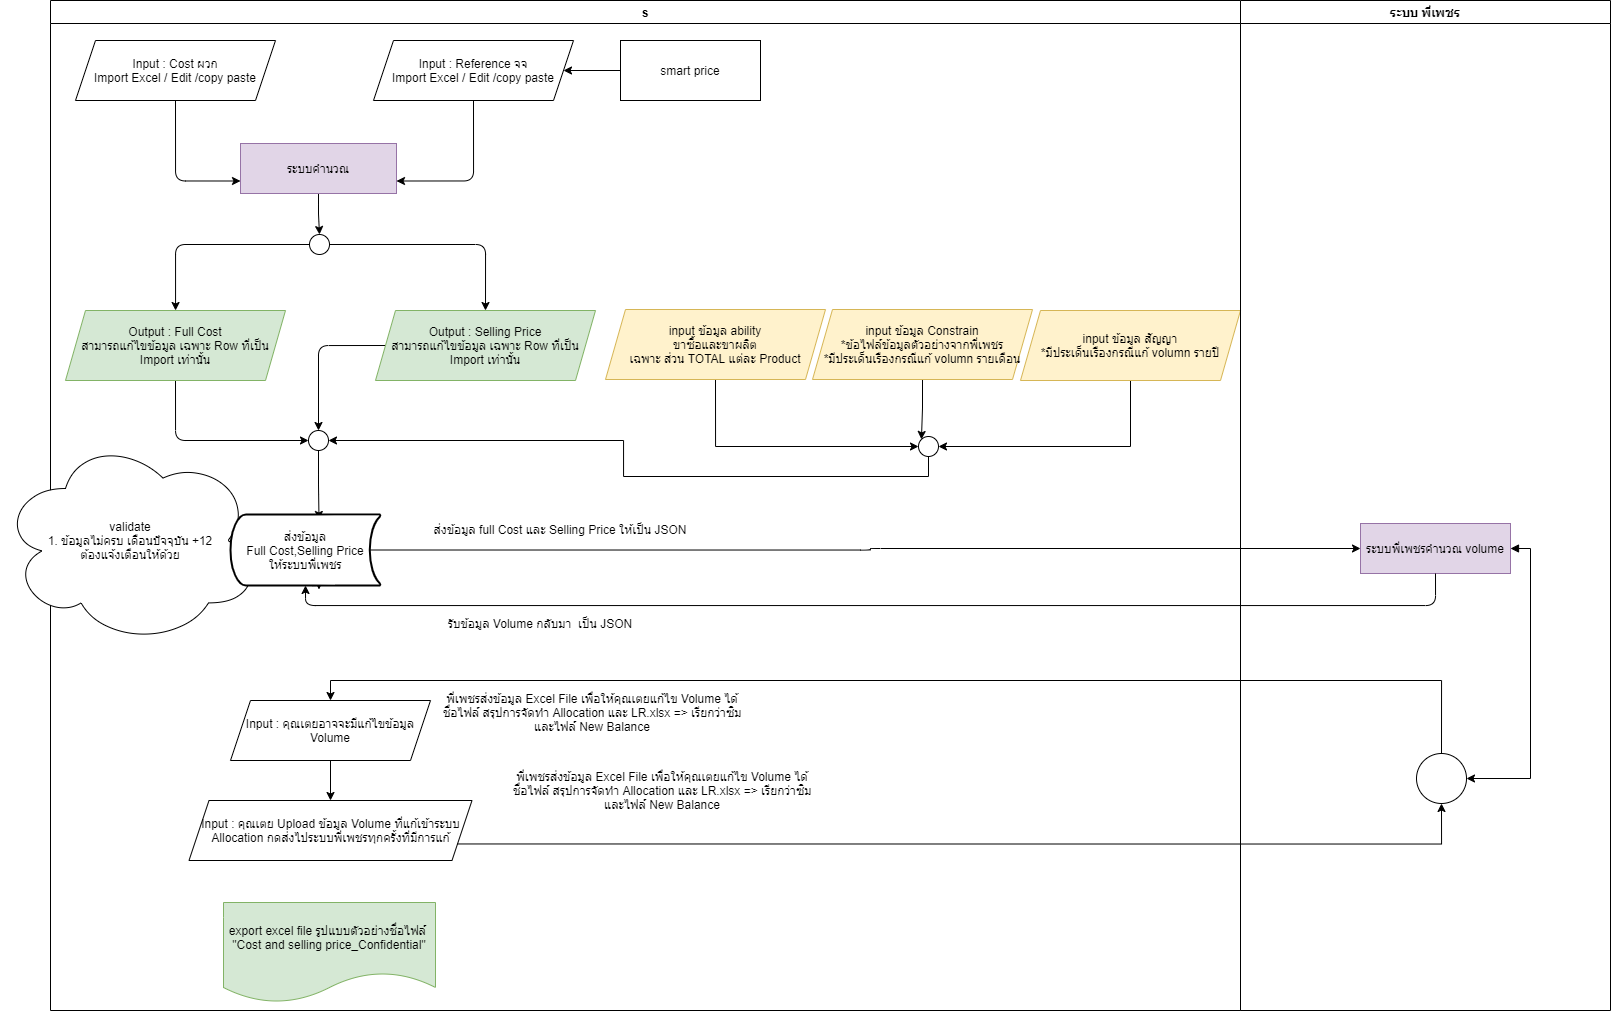 s
ระบบ พี่เพชร
Input : Cost ผวก
Import Excel / Edit /copy paste
Input : Reference จจ
Import Excel / Edit /copy paste
smart price
ระบบคำนวณ
Output : Full Cost
สามารถแก้ไขข้อมูล เฉพาะ Row ที่เป็น
Import เท่านั้น
Output : Selling Price
สามารถแก้ไขข้อมูล เฉพาะ Row ที่เป็น
Import เท่านั้น
input ข้อมูล ability
ขาซื้อและขาผลิต
เฉพาะ ส่วน TOTAL แต่ละ Product
input ข้อมูล Constrain
*ขอไฟล์ข้อมูลตัวอย่างจากพี่เพชร
*มีประเด็นเรื่องกรณีแก้ volumn รายเดือน
input ข้อมูล สัญญา
*มีประเด็นเรื่องกรณีแก้ volumn รายปี
validate
1. ข้อมูลไม่ครบ เดือนปัจจุบัน +12
ต้องแจ้งเตือนให้ด้วย
ส่งข้อมูล
Full Cost,Selling Price
ให้ระบบพี่เพชร
ส่งข้อมูล full Cost และ Selling Price ให้เป็น JSON
ระบบพี่เพชรคำนวณ volume
รับข้อมูล Volume กลับมา เป็น JSON
Input : คุณเตยอาจจะมีแก้ไขข้อมูล
Volume
พี่เพชรส่งข้อมูล Excel File เพื่อให้คุณเตยแก้ไข Volume ได้
ชื่อไฟล์ สรุปการจัดทำ Allocation และ LR.xlsx => เรียกว่าซิม
และไฟล์ New Balance
พี่เพชรส่งข้อมูล Excel File เพื่อให้คุณเตยแก้ไข Volume ได้
ชื่อไฟล์ สรุปการจัดทำ Allocation และ LR.xlsx => เรียกว่าซิม
และไฟล์ New Balance
Input : คุณเตย Upload ข้อมูล Volume ที่แก้เข้าระบบ
Allocation กดส่งไประบบพี่เพชรทุกครั้งที่มีการแก้
export excel file รูปแบบตัวอย่างชื่อไฟล์
"Cost and selling price_Confidential"